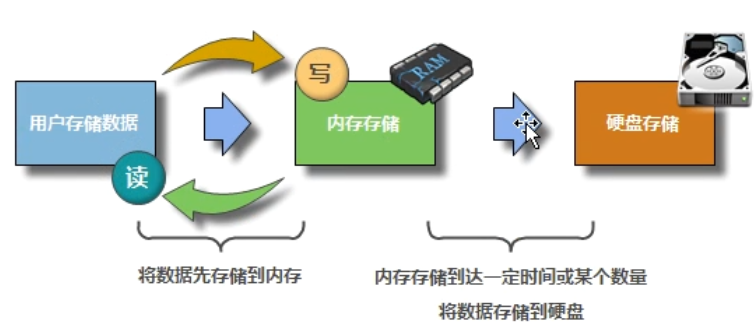 写
RAM
用户存储数据
内存存储
硬盘存储
读
将数据先存储到内存
内存存储到达一定时间或某个数量
将数据存储到硬盘